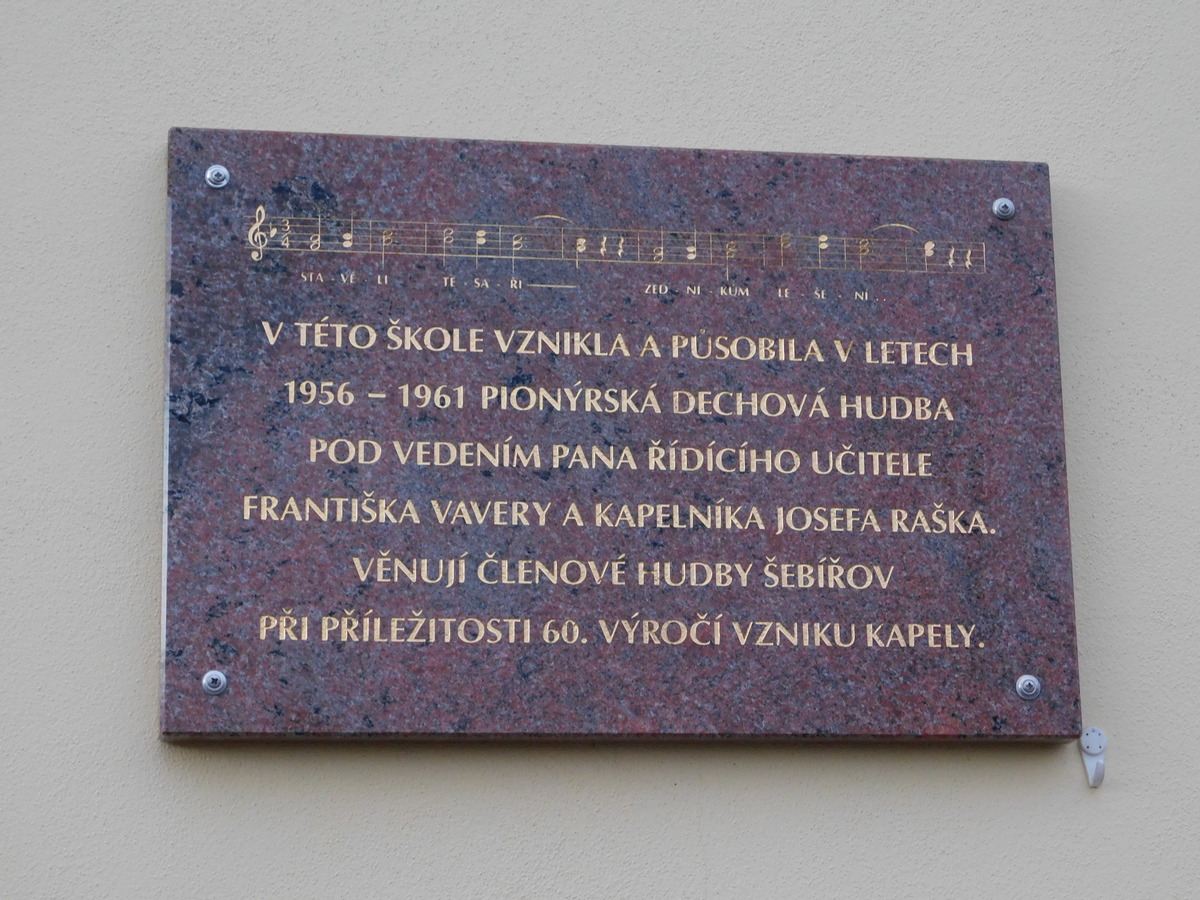 3
4
STA - VĚ - LI TE - SA - ŘI ZED - NI - KŮM LE - ŠE - NÍ . .
V TÉTO ŠKOLE VZNIKLA A PŮSOBILA V LETECH
1956 – 1961 PIONÝRSKÁ DECHOVÁ HUDBA
POD VEDENÍM PANA ŘÍDÍCÍHO UČITELE
FRANTIŠKA VAVERY A KAPELNÍKA JOSEFA RAŠKA.
VĚNUJÍ ČLENOVÉ HUDBY ŠEBÍŘOV
PŘI PŘÍLEŽITOSTI 60. VÝROČÍ VZNIKU KAPELY.